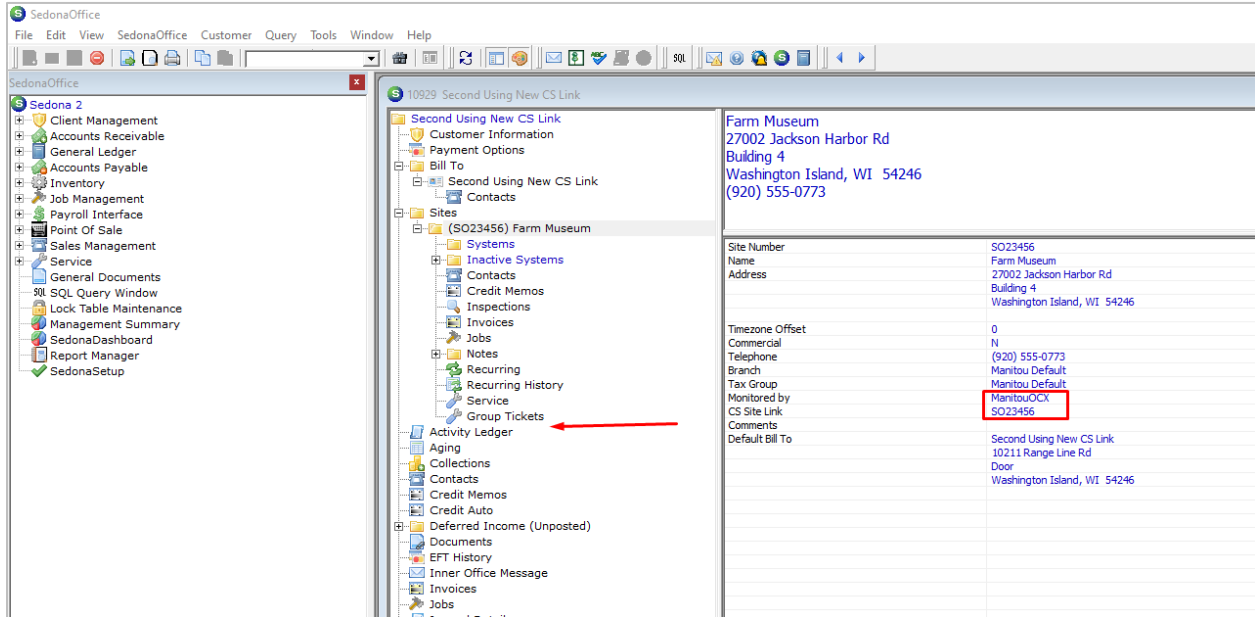 SedonaOffice
File Edit View SedonaOffice Customer Query Tools Window Help
SQL
SedonaOffice
x
Sedona 2
Client Management
Accounts Receivable
General Ledger
Accounts Payable
Inventory
Job Management
Payroll Interface
Point Of Sale
Sales Management
Service
General Documents
SQL SQL Query Window
Lock Table Maintenance
Management Summary
SedonaDashboard
Report Manager
SedonaSetup
10929 Second Using New CS Link
Second Using New CS Link
Customer Information
Payment Options
Bill To
Second Using New CS Link
Contacts
Sites
(SO23456) Farm Museum
Systems
Inactive Systems
Contacts
Credit Memos
Inspections
Invoices
Jobs
Notes
Recurring
Recurring History
Service
Group Tickets
Activity Ledger
Aging
Collections
Contacts
Credit Memos
Credit Auto
Deferred Income (Unposted)
Documents
EFT History
Inner Office Message
Invoices
Jobs
Farm Museum
27002 Jackson Harbor Rd
Building 4
Washington Island, WI 54246
(920) 555-0773
Site Number SO23456
Name Farm Museum
Address 27002 Jackson Harbor Rd
Building 4
Washington Island, WI 54246
Timezone Offset 0
Commercial N
Telephone (920) 555-0773
Branch Manitou Default
Tax Group Manitou Default
Monitored by ManitouOCX
CS Site Link SO23456
Comments
Default Bill To Second Using New CS Link
10211 Range Line Rd
Door
Washington Island, WI 54246